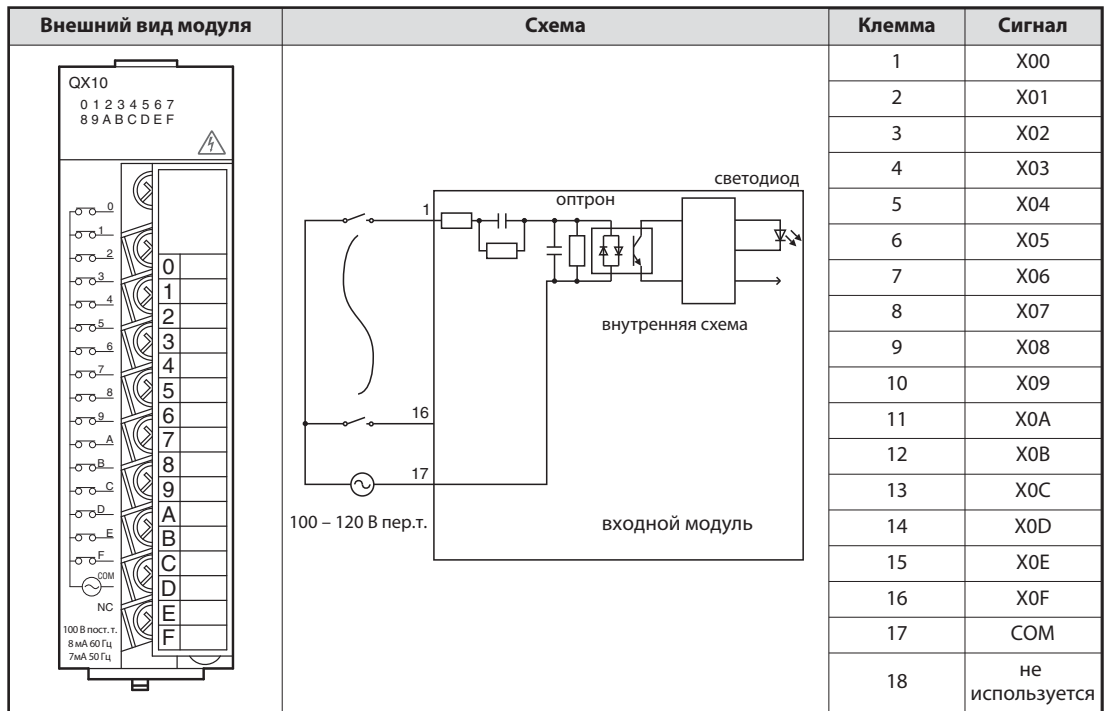 Внешний вид модуля
Схема
Клемма Сигнал
QX10
0 1 2 3 4 5 6 7
8 9 A B C D E F
0
1
2
3
4
5
6
7
8
9
A
B
C
D
E
F
COM
NC
100 В пост. т.
8 мА 60 Гц
7мА 50 Гц
0
1
2
3
4
5
6
7
8
9
A
B
C
D
E
F
светодиод
оптрон
1
внутренняя схема
16
17
100 – 120 В пер.т.
входной модуль
1 X00
2 X01
3 X02
4 X03
5 X04
6 X05
7 X06
8 X07
9 X08
10 X09
11 X0A
12 X0B
13 X0C
14 X0D
15 X0E
16 X0F
17 COM
18 не
используется